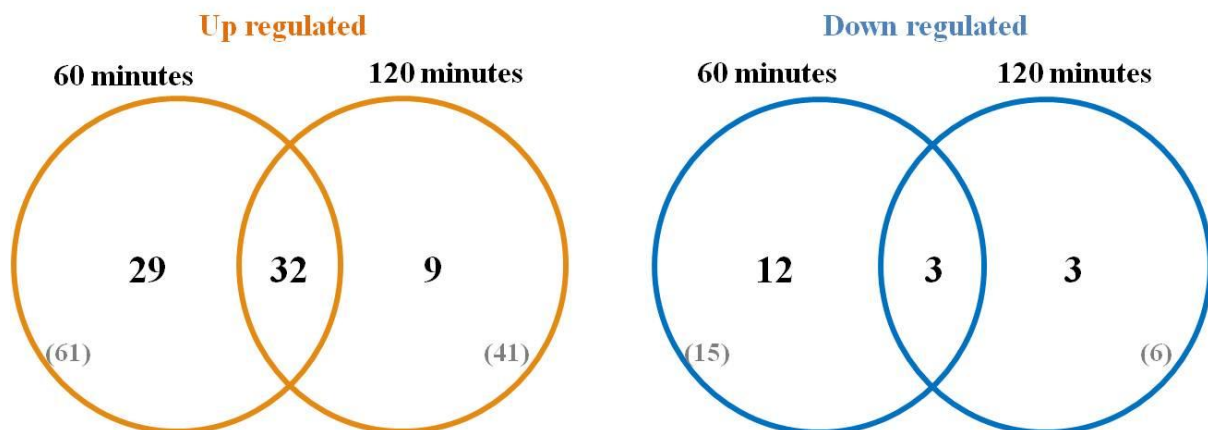 Up regulated
60 minutes
120 minutes
29
32
9
(61)
(41)
Down regulated
60 minutes
120 minutes
12
3
3
(15)
(6)